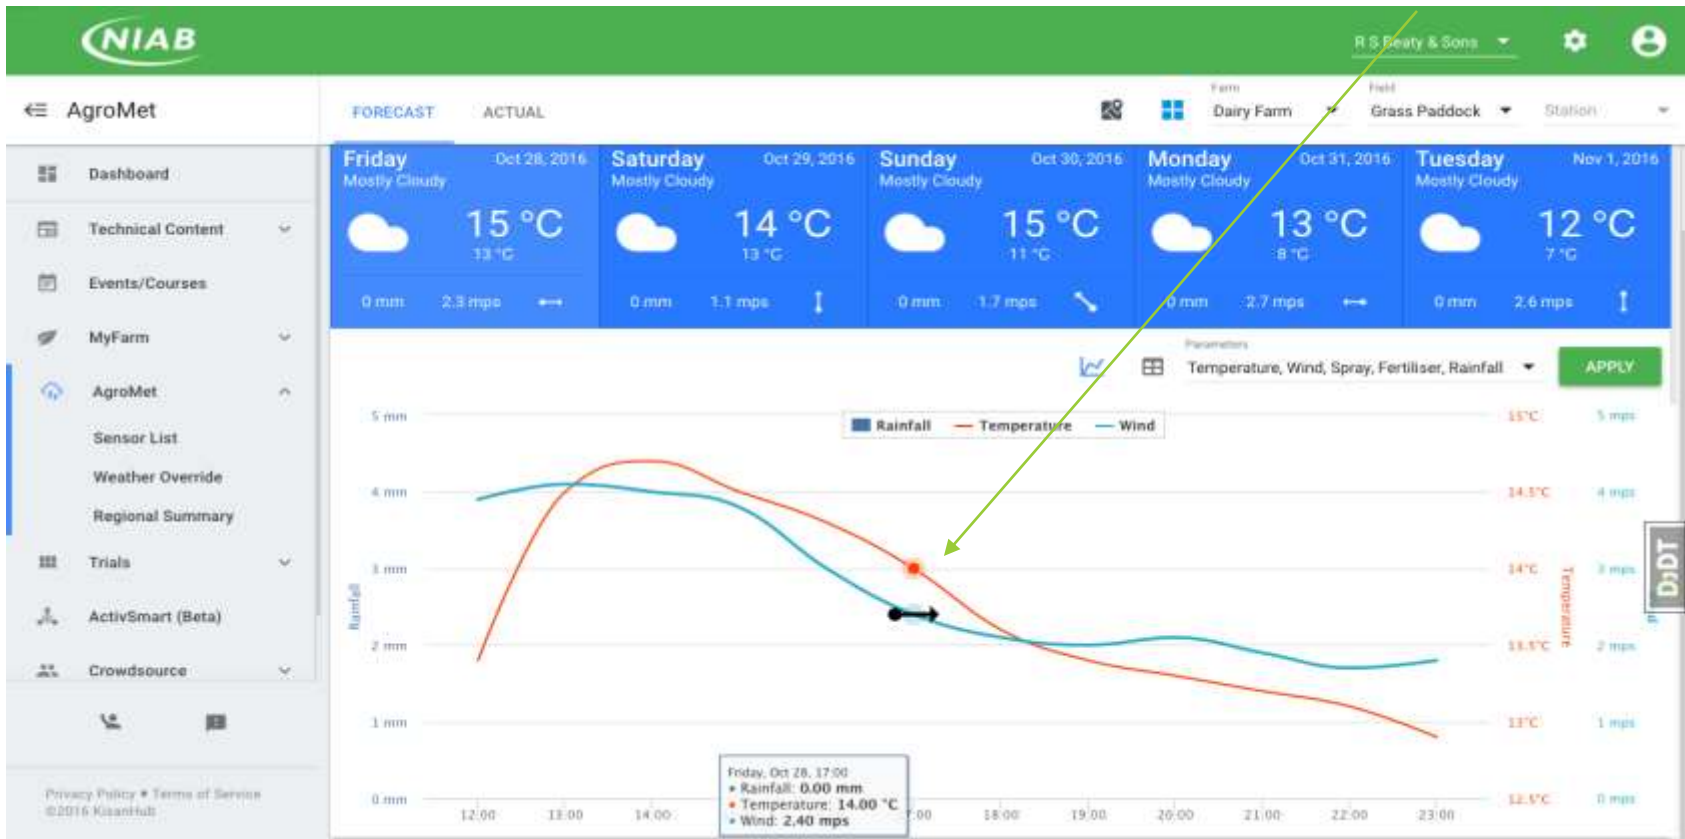 NIAB
R S Beaty & Sons
AgroMet
FORECAST
ACTUAL
Farm
Dairy Farm
Field
Grass Paddock
Station
Dashboard
Technical Content
Events/Courses
MyFarm
AgroMet
Sensor List
Weather Override
Regional Summary
Trials
ActivSmart (Beta)
Crowdsource
Privacy Policy • Terms of Service
©2016 KisanHub
Friday Oct 28, 2016
Mostly Cloudy
15 °C
13 °C
0 mm 2.3 mps
Saturday Oct 29, 2016
Mostly Cloudy
14 °C
13 °C
0 mm 1.1 mps
Sunday Oct 30, 2016
Mostly Cloudy
15 °C
11 °C
0 mm 1.7 mps
Monday Oct 31, 2016
Mostly Cloudy
13 °C
8 °C
0 mm 2.7 mps
Tuesday Nov 1, 2016
Mostly Cloudy
12 °C
7 °C
0 mm 2.6 mps
Parameters
Temperature, Wind, Spray, Fertiliser, Rainfall
APPLY
Rainfall Temperature Wind
5 mm 15°C 5 mps
4 mm 14.5°C 4 mps
3 mm 14°C 3 mps
2 mm 13.5°C 2 mps
1 mm 13°C 1 mps
0 mm 12.5°C 0 mps
Rainfall
Temperature
DJDT
Friday, Oct 28, 17:00
• Rainfall: 0.00 mm
• Temperature: 14.00 °C
• Wind: 2.40 mps
12:00 13:00 14:00 :00 18:00 19:00 20:00 21:00 22:00 23:00